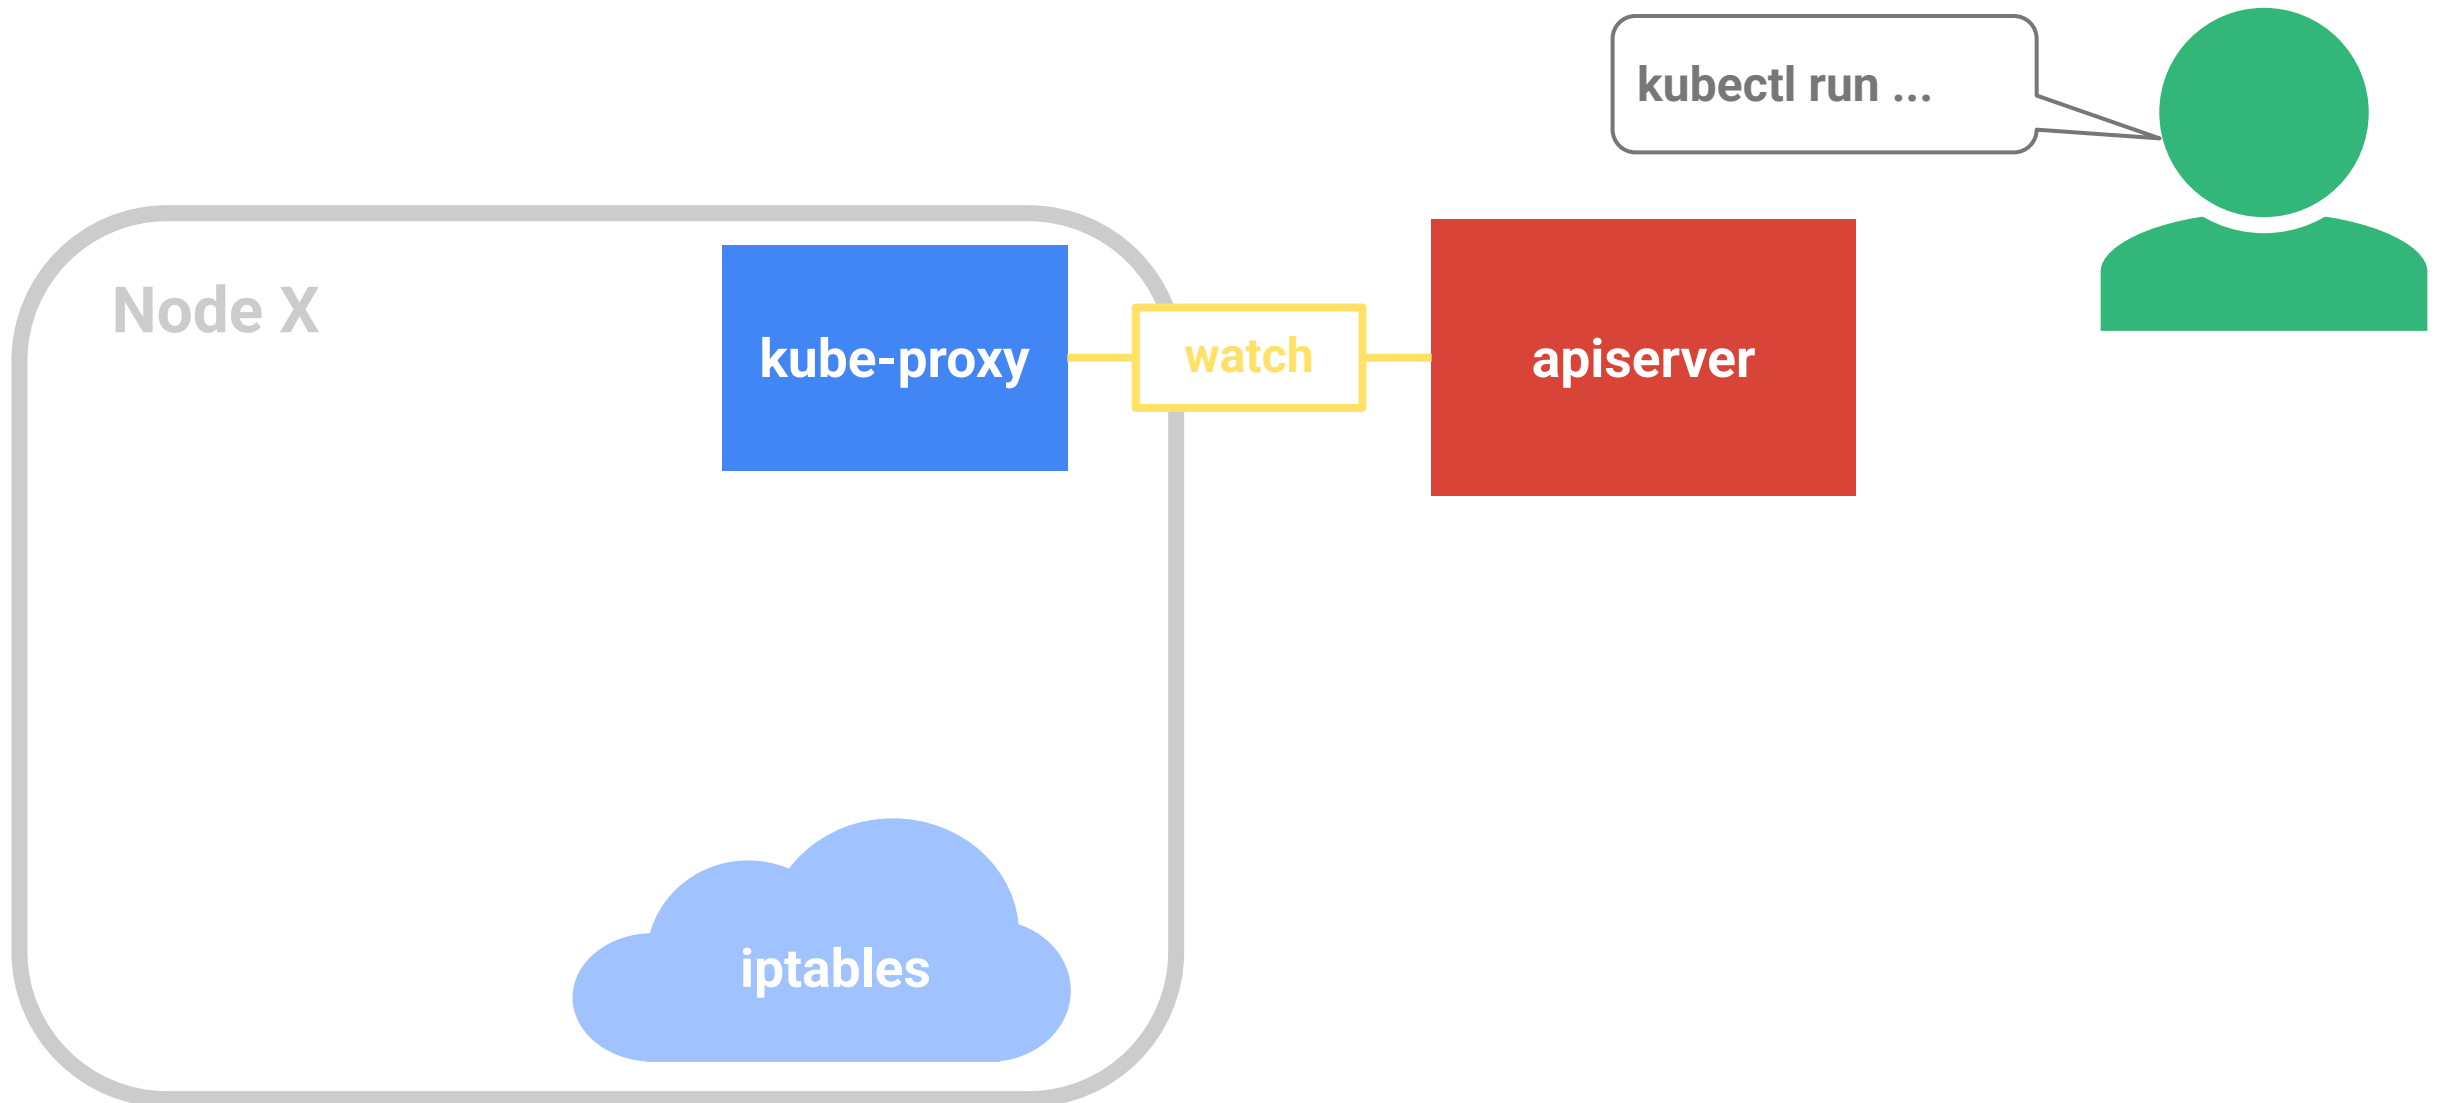 kubectl run ...
Node X
kube-proxy
watch
apiserver
iptables